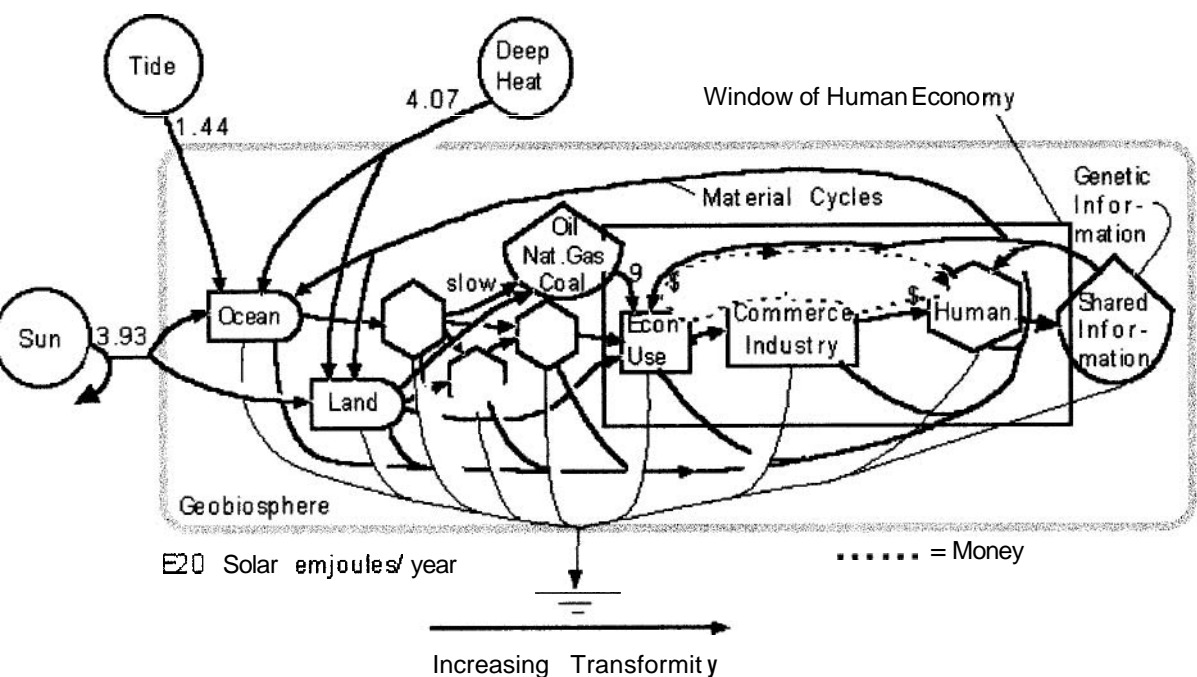 Tide
Deep
Heat
4.07
1.44
Window of Human Economy
Material Cycles
Genetic
Infor-
mation
Oil
Nat.Gas
Coal
slow
9
$
$
Sun
3.93
Ocean
Land
Econ
Use
Commerce
Industry
Human
Shared
Infor-
mation
Geobiosphere
E20 Solar emjoules/ year
...... = Money
Increasing Transformity